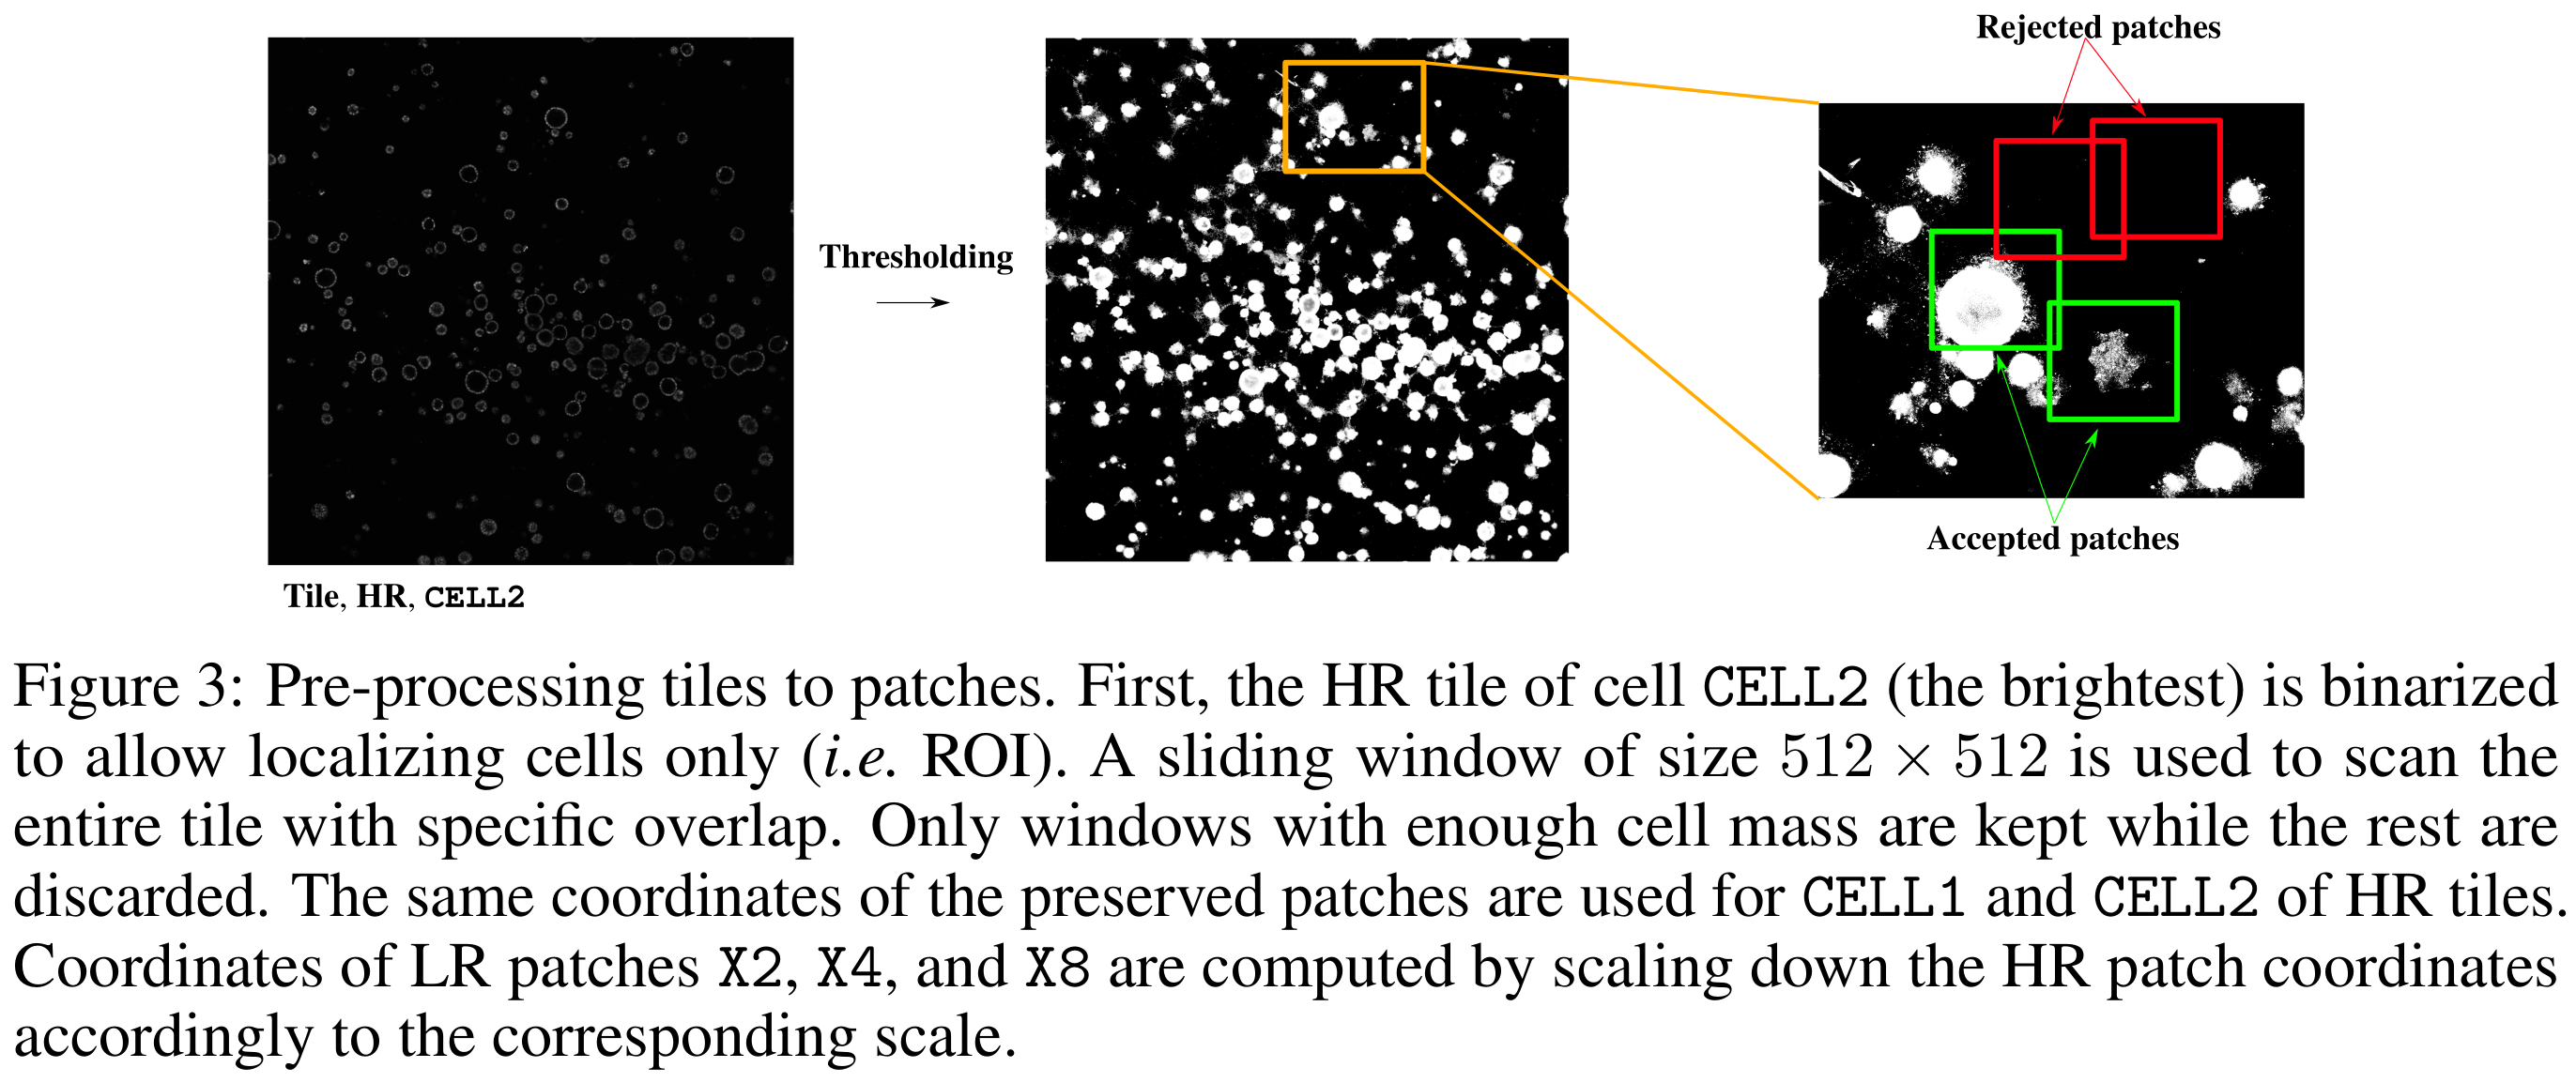 Rejected patches
Thresholding
Accepted patches
Tile, HR, CELL2
Figure 3: Pre-processing tiles to patches. First, the HR tile of cell CELL2 (the brightest) is binarized
to allow localizing cells only (i.e. ROI). A sliding window of size 512 × 512 is used to scan the
entire tile with specific overlap. Only windows with enough cell mass are kept while the rest are
discarded. The same coordinates of the preserved patches are used for CELL1 and CELL2 of HR tiles.
Coordinates of LR patches X2, X4, and X8 are computed by scaling down the HR patch coordinates
accordingly to the corresponding scale.